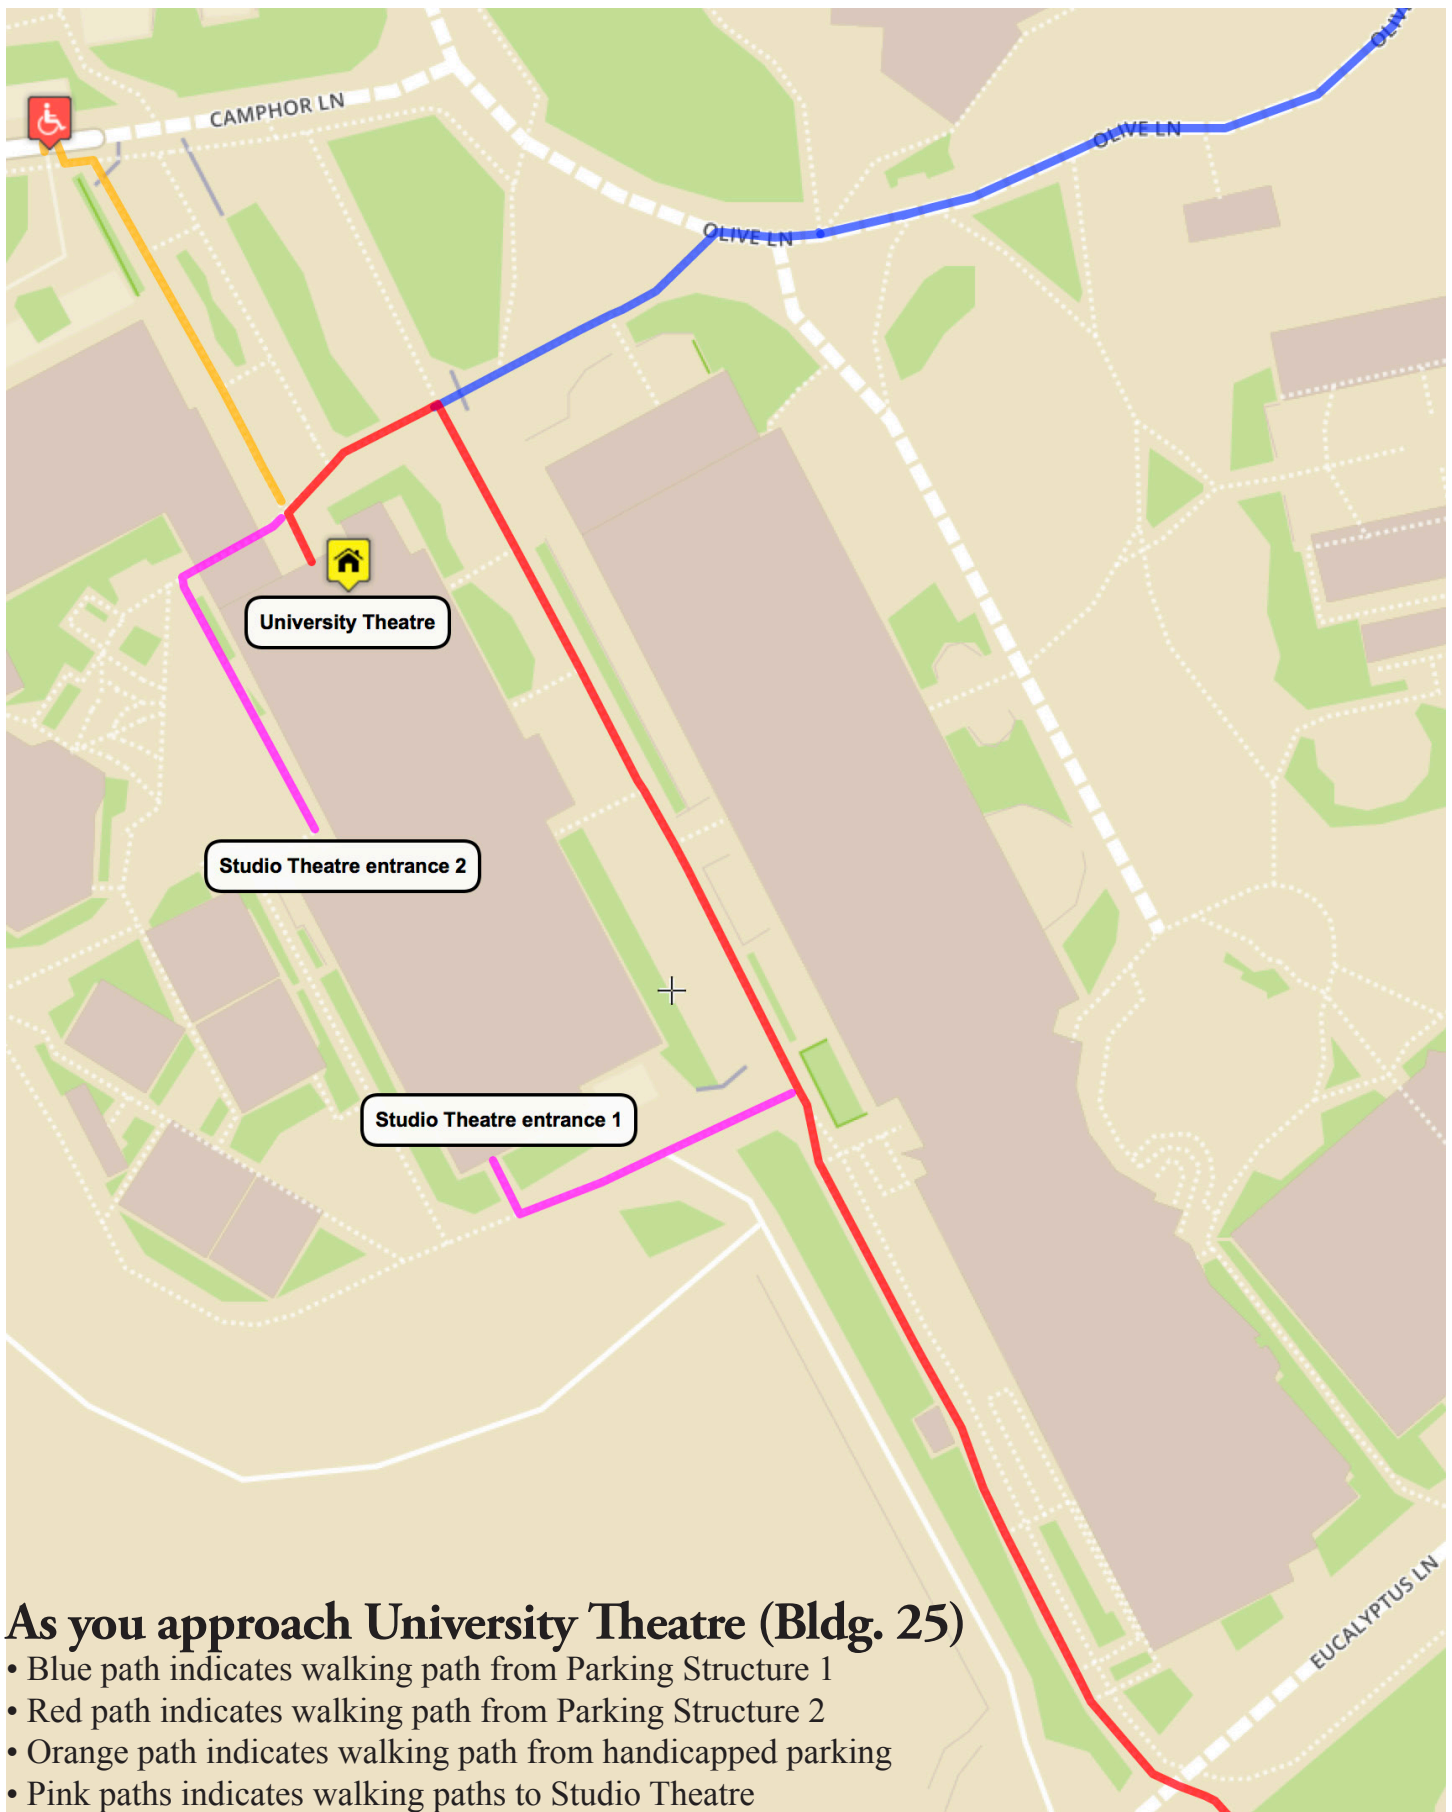 OLIV
CAMPHOR LN
OLIVE LN
OLIVE LN
University Theatre
Studio Theatre entrance 2
Studio Theatre entrance 1
EUCALYPTUS LN
As you approach University Theatre (Bldg. 25)
• Blue path indicates walking path from Parking Structure 1
• Red path indicates walking path from Parking Structure 2
• Orange path indicates walking path from handicapped parking
• Pink paths indicates walking paths to Studio Theatre